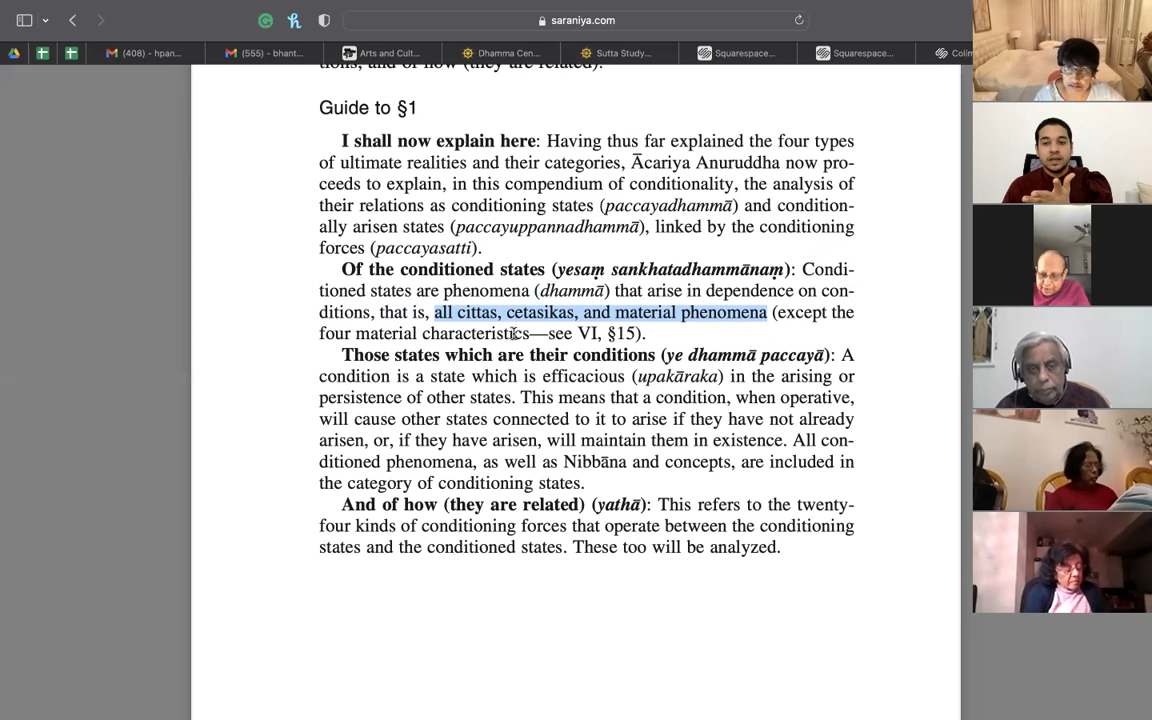 saraniya.com
(408) - hpan...
(555) - bhant...
Arts and Cult...
Dhamma Cen...
Sutta Study...
Squarespace...
Squarespace...
tions, and of how (they are related).
Guide to §1
I shall now explain here: Having thus far explained the four types
of ultimate realities and their categories, Ācariya Anuruddha now pro-
ceeds to explain, in this compendium of conditionality, the analysis of
their relations as conditioning states (paccayadhammā) and condition-
ally arisen states (paccayuppannadhammā), linked by the conditioning
forces (paccayasatti).
Of the conditioned states (yesaṃ sankhatadhammānaṃ): Condi-
tioned states are phenomena (dhammā) that arise in dependence on con-
ditions, that is, all cittas, cetasikas, and material phenomena (except the
four material characteristics—see VI, §15).
Those states which are their conditions (ye dhammā paccayā): A
condition is a state which is efficacious (upakāraka) in the arising or
persistence of other states. This means that a condition, when operative,
will cause other states connected to it to arise if they have not already
arisen, or, if they have arisen, will maintain them in existence. All con-
ditioned phenomena, as well as Nibbāna and concepts, are included in
the category of conditioning states.
And of how (they are related) (yathā): This refers to the twenty-
four kinds of conditioning forces that operate between the conditioning
states and the conditioned states. These too will be analyzed.